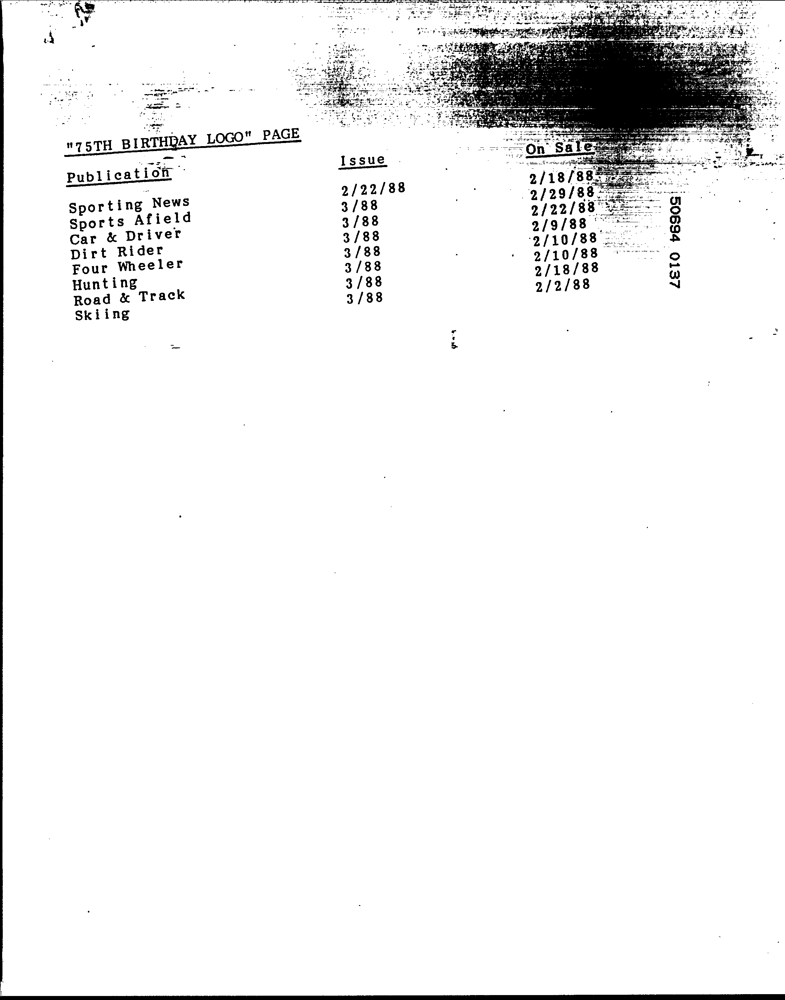 "75TH BIRTHDAY LOGO" PAGE
Publication Issue On Sale
Sporting News 2/22/88 2/18/88
Sports Afield 3/88 2/29/88
Car & Driver 3/88 2/22/88
Dirt Rider 3/88 2/9/88
Four Wheeler 3/88 2/10/88
Hunting 3/88 2/10/88
Road & Track 3/88 2/18/88
Skiing 3/88 2/2/88
50694 0137